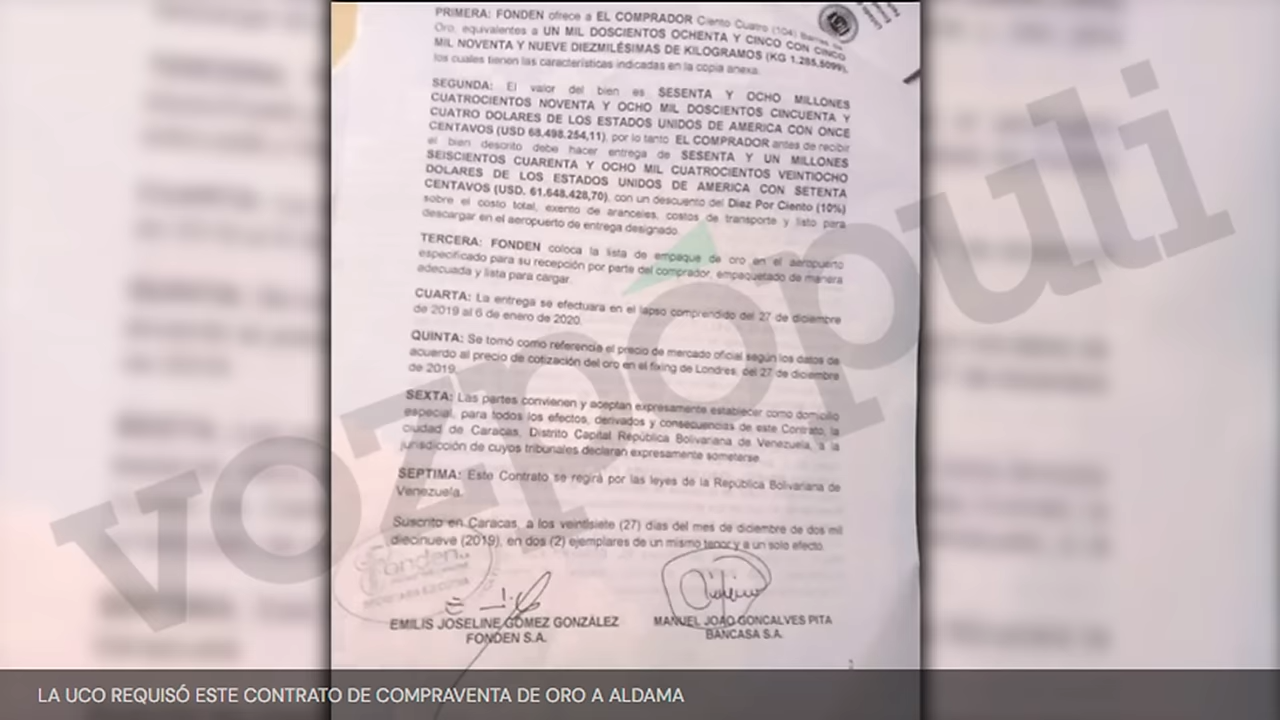 PRIMERA: FONDEN ofrece a EL COMPRADOR Ciento Cuatro (104) Barras de
Oro, equivalentes a UN MIL DOSCIENTOS OCHENTA Y CINCO CON CINCO
MIL NOVENTA Y NUEVE DIEZMILÉSIMAS DE KILOGRAMOS (KG 1.285,5099),
los cuales tienen las características indicadas en la copia anexa.
SEGUNDA: El valor del bien es SESENTA Y OCHO MILLONES
CUATROCIENTOS NOVENTA Y OCHO MIL DOSCIENTOS CINCUENTA Y
CUATRO DOLARES DE LOS ESTADOS UNIDOS DE AMERICA CON ONCE
CENTAVOS (USD 68.498.254,11), por lo tanto EL COMPRADOR antes de recibir
el bien descrito debe hacer entrega de SESENTA Y UN MILLONES
SEISCIENTOS CUARENTA Y OCHO MIL CUATROCIENTOS VEINTIOCHO
DOLARES DE LOS ESTADOS UNIDOS DE AMERICA CON SETENTA
CENTAVOS (USD. 61.648.428,70), con un descuento del Diez Por Ciento (10%)
sobre el costo total, exento de aranceles, costos de transporte y listo para
descargar en el aeropuerto de entrega designado.
TERCERA: FONDEN coloca la lista de empaque de oro en el aeropuerto
especificado para su recepción por parte del comprador, empaquetado de manera
adecuada y lista para cargar.
CUARTA: La entrega se efectuara en el lapso comprendido del 27 de diciembre
de 2019 al 6 de enero de 2020.
QUINTA: Se tomó como referencia el precio de mercado oficial según los datos de
acuerdo al precio de cotización del oro en el fixing de Londres, del 27 de diciembre
de 2019.
SEXTA: Las partes convienen y aceptan expresamente establecer como domicilio
especial, para todos los efectos, derivados y consecuencias de este Contrato, la
ciudad de Caracas, Distrito Capital República Bolivariana de Venezuela, a la
jurisdicción de cuyos tribunales declaran expresamente someterse.
SEPTIMA: Este Contrato se regirá por las leyes de la República Bolivariana de
Venezuela.
Suscrito en Caracas, a los veintisiete (27) días del mes de diciembre de dos mil
diecinueve (2019), en dos (2) ejemplares de un mismo tenor y a un solo efecto.
Fonden
EMILIS JOSELINE GÓMEZ GONZÁLEZ
FONDEN S.A.
MANUEL JOAO GONCALVES PITA
BANCASA S.A.
vozpópuli
LA UCO REQUISÓ ESTE CONTRATO DE COMPRAVENTA DE ORO A ALDAMA